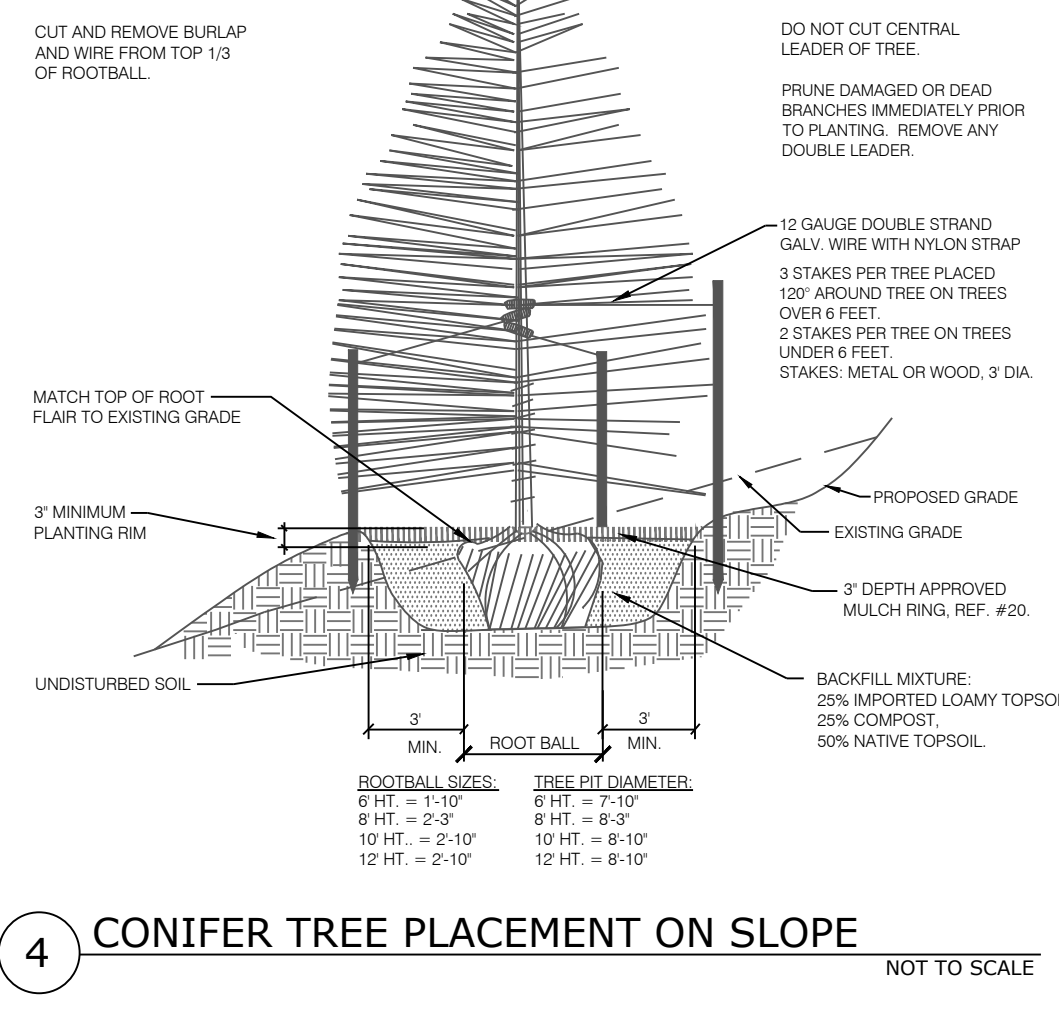 CUT AND REMOVE BURLAP
AND WIRE FROM TOP 1/3
OF ROOTBALL.
DO NOT CUT CENTRAL
LEADER OF TREE.
PRUNE DAMAGED OR DEAD
BRANCHES IMMEDIATELY PRIOR
TO PLANTING. REMOVE ANY
DOUBLE LEADER.
12 GAUGE DOUBLE STRAND
GALV. WIRE WITH NYLON STRAP
3 STAKES PER TREE PLACED
120° AROUND TREE ON TREES
OVER 6 FEET.
2 STAKES PER TREE ON TREES
UNDER 6 FEET.
STAKES: METAL OR WOOD, 3' DIA.
MATCH TOP OF ROOT
FLAIR TO EXISTING GRADE
3" MINIMUM
PLANTING RIM
PROPOSED GRADE
EXISTING GRADE
3" DEPTH APPROVED
MULCH RING, REF. #20.
UNDISTURBED SOIL
BACKFILL MIXTURE:
25% IMPORTED LOAMY TOPSO
25% COMPOST,
50% NATIVE TOPSOIL.
3'
MIN.
ROOT BALL
3'
MIN.
ROOTBALL SIZES:
6' HT. = 1'-10"
8' HT. = 2'-3"
10' HT.. = 2'-10"
12' HT. = 2'-10"
TREE PIT DIAMETER:
6' HT. = 7'-10"
8' HT. = 8'-3"
10' HT. = 8'-10"
12' HT. = 8'-10"
4
CONIFER TREE PLACEMENT ON SLOPE
NOT TO SCALE